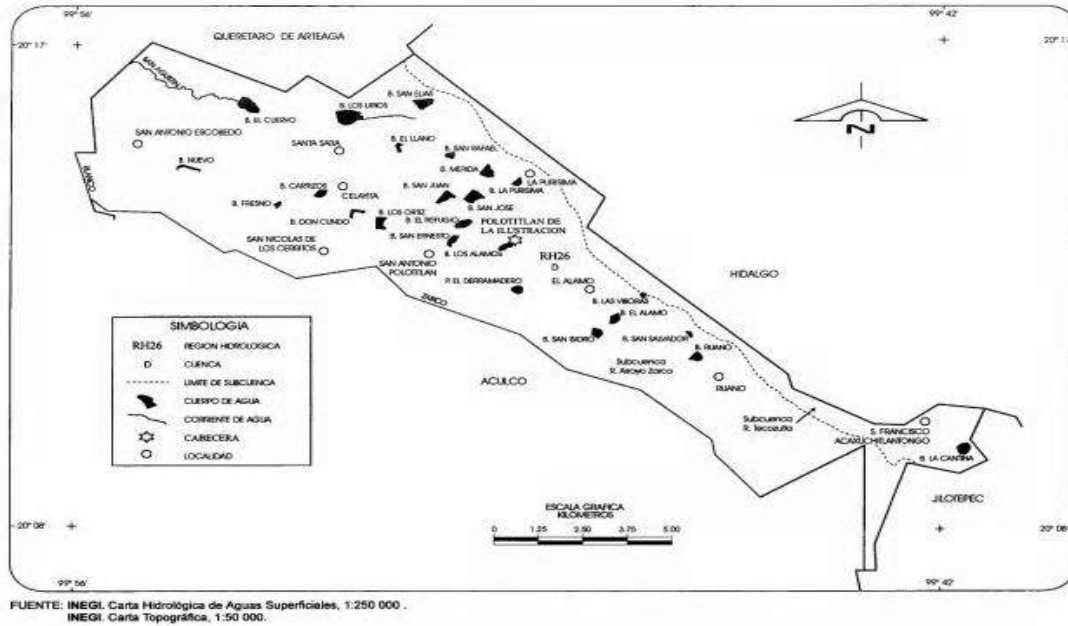 99° 56'
99° 42'
20° 17'
QUERETARO DE ARTEAGA
SAN AGUSTIN
B. SAN ELIAS
B. LOS LIRIOS
B. EL CUERVO
SAN ANTONIO ESCOBEDO
SANTA SATIA
B. EL LLANO
B. SAN RAFAEL
B. NUEVO
B. MERIDA
LA PURISIMA
B. CARRIZOS
CELAYITA
B. SAN JUAN
B. LA PURISIMA
B. FRESNO
B. SAN JOSE
B. LOS ORTIZ
B. DON CUNDO
B. EL REFUGIO
POLOTITLAN DE
LA ILUSTRACION
SAN NICOLAS DE
LOS CERRITOS
B. SAN ERNESTO
B. LOS ALAMOS
SAN ANTONIO
POLOTITLAN
RH26
D
P. EL DERRAMADERO
EL ALAMO
HIDALGO
ZARCO
B. LAS VIBORAS
B. EL ALAMO
B. SAN ISIDRO
B. SAN SALVADOR
B. RUANO
Subcuenca
R. Arroyo Zarco
RUANO
ACULCO
Subcuenca
R. Tecozutla
S. FRANCISCO
ACAXUCHITLANTONGO
B. LA CANTINA
JILOTEPEC
N
SIMBOLOGIA
RH26 REGION HIDROLOGICA
D CUENCA
LIMITE DE SUBCUENCA
CUERPO DE AGUA
CORRIENTE DE AGUA
CABECERA
LOCALIDAD
ESCALA GRAFICA
KILOMETROS
0 1.25 2.50 3.75 5.00
20° 08'
20° 08'
99° 56'
99° 42'
FUENTE: INEGI. Carta Hidrológica de Aguas Superficiales, 1:250 000 .
INEGI. Carta Topográfica, 1:50 000.